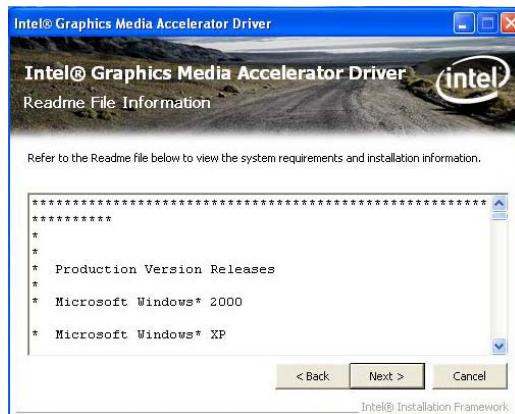 Intel® Graphics Media Accelerator Driver
Intel® Graphics Media Accelerator Driver
Readme File Information
intel®
Refer to the Readme file below to view the system requirements and installation information.
********************************************************
**********
*
*
* Production Version Releases
*
* Microsoft Windows* 2000
*
* Microsoft Windows* XP
< Back
Next >
Cancel
Intel® Installation Framework